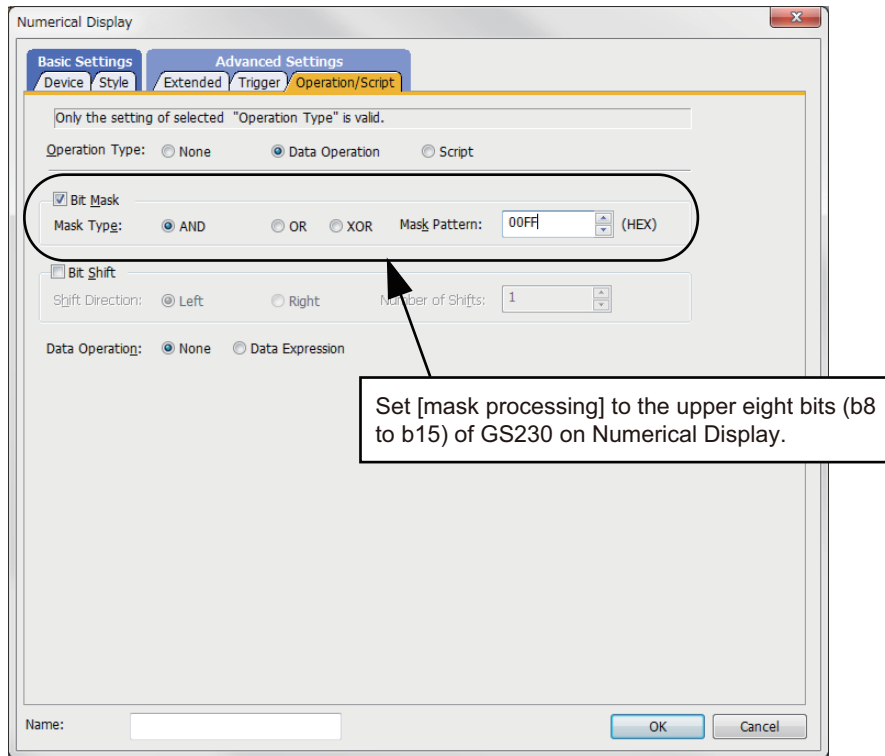 Numerical Display
x
Basic Settings Advanced Settings
Device Style Extended Trigger Operation/Script
Only the setting of selected "Operation Type" is valid.
Operation Type: None Data Operation Script
Bit Mask
Mask Type: AND OR XOR Mask Pattern: 00FF (HEX)
Bit Shift
Shift Direction: Left Right Number of Shifts: 1
Data Operation: None Data Expression
Set [mask processing] to the upper eight bits (b8
to b15) of GS230 on Numerical Display.
Name: OK Cancel